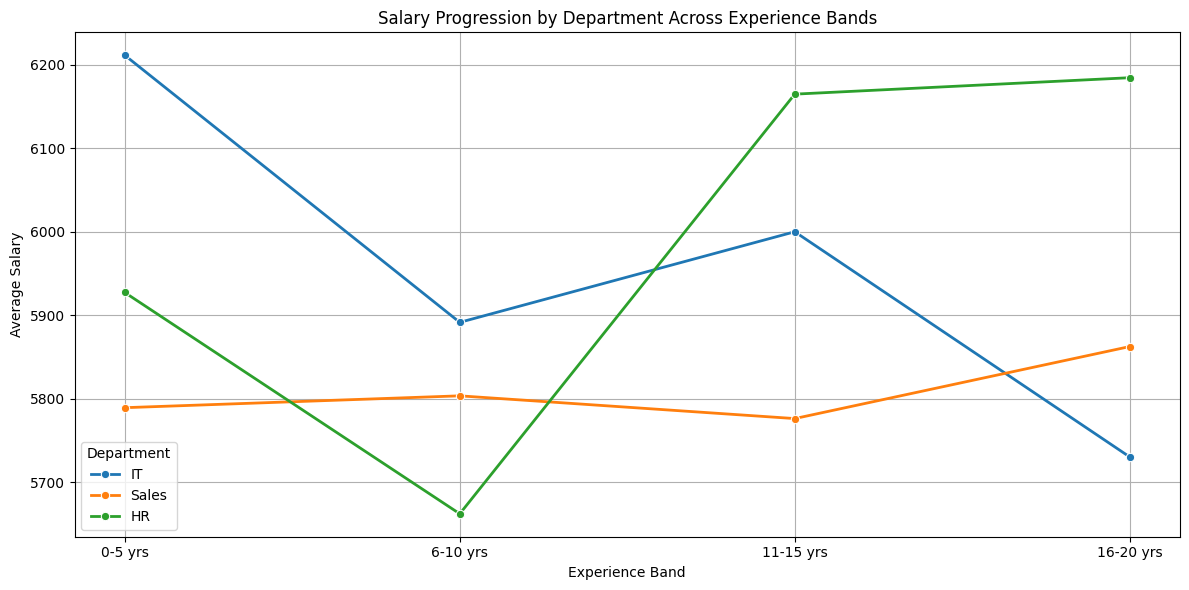 Salary Progression by Department Across Experience Bands
Average Salary
6200
6100
6000
5900
5800
5700
Department
IT
Sales
HR
0-5 yrs
6-10 yrs
11-15 yrs
16-20 yrs
Experience Band